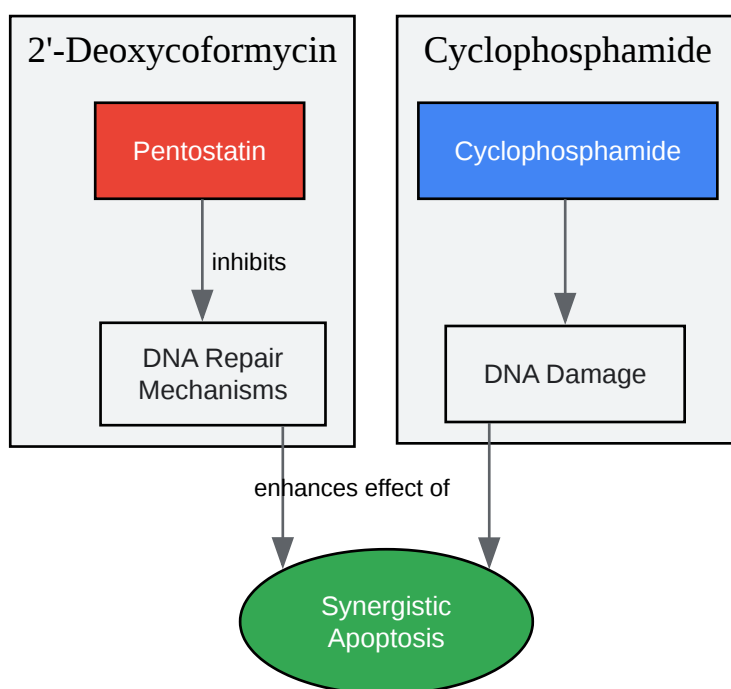 2'-Deoxycoformycin
Pentostatin
inhibits
DNA Repair
Mechanisms
Cyclophosphamide
Cyclophosphamide
DNA Damage
enhances effect of
Synergistic
Apoptosis